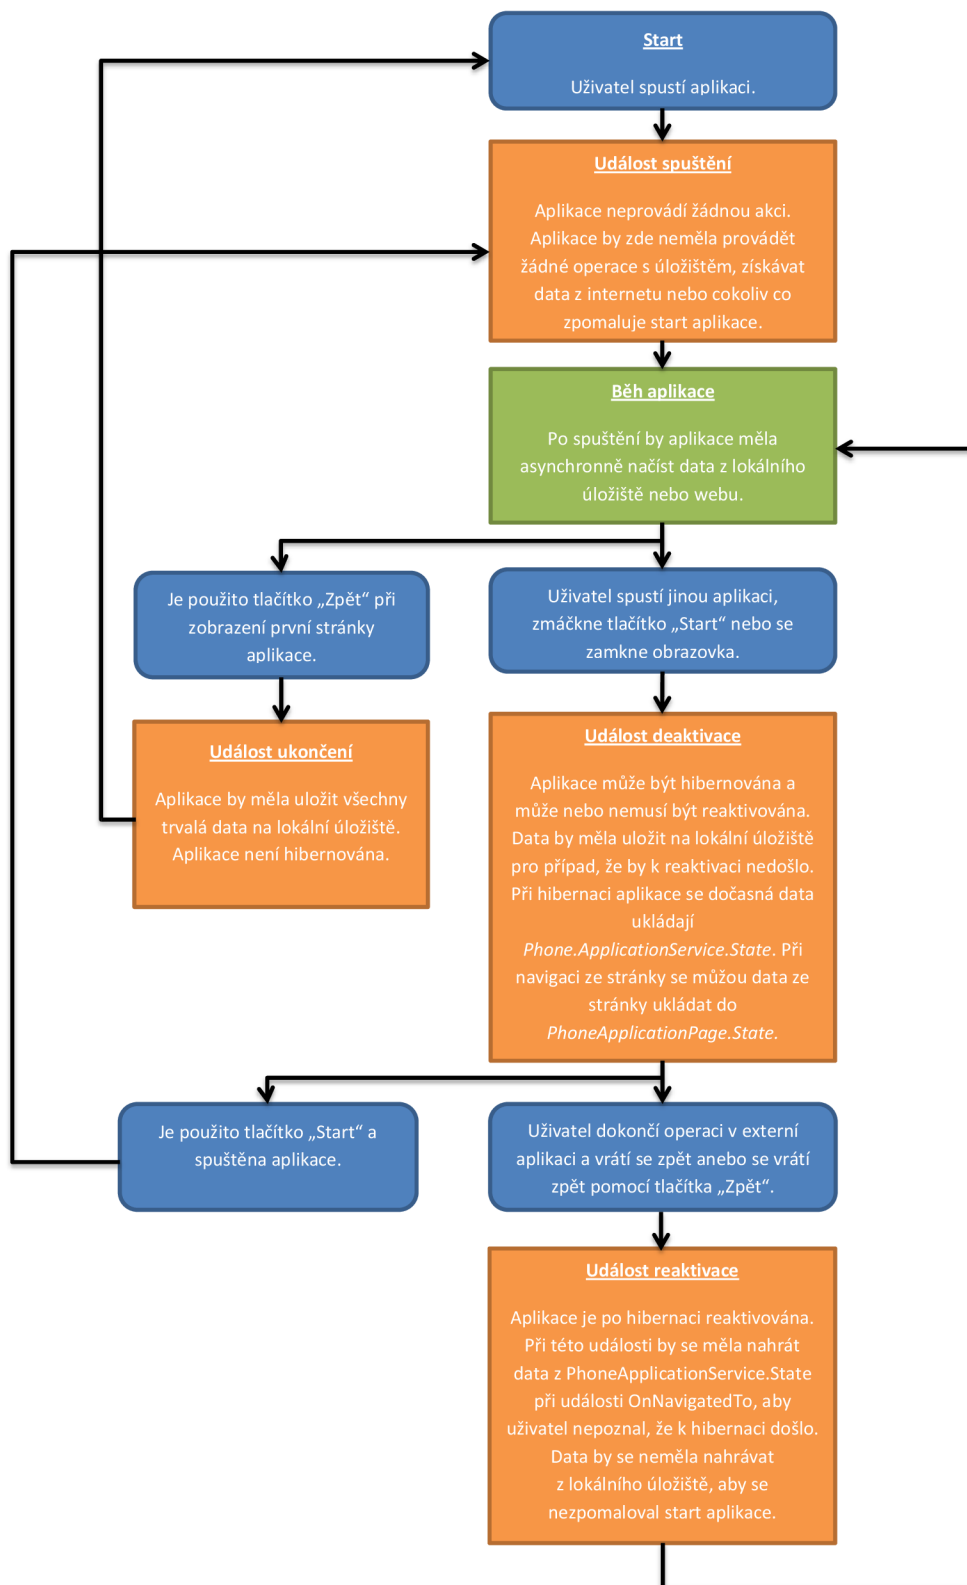 Start
Uživatel spustí aplikaci.
Událost spuštění
Aplikace neprovádí žádnou akci.
Aplikace by zde neměla provádět
žádné operace s úložištěm, získávat
data z internetu nebo cokoliv co
zpomaluje start aplikace.
Běh aplikace
Po spuštění by aplikace měla
asynchronně načíst data z lokálního
úložiště nebo webu.
Je použito tlačítko „Zpět“ při
zobrazení první stránky
aplikace.
Uživatel spustí jinou aplikaci,
zmáčkne tlačítko „Start“ nebo se
zamkne obrazovka.
Událost ukončení
Aplikace by měla uložit všechny
trvalá data na lokální úložiště.
Aplikace není hibernována.
Událost deaktivace
Aplikace může být hibernována a
může nebo nemusí být reaktivována.
Data by měla uložit na lokální úložiště
pro případ, že by k reaktivaci nedošlo.
Při hibernaci aplikace se dočasná data
ukládají
Phone.ApplicationService.State. Při
navigaci ze stránky se můžou data ze
stránky ukládat do
PhoneApplicationPage.State.
Je použito tlačítko „Start“ a
spuštěna aplikace.
Uživatel dokončí operaci v externí
aplikaci a vrátí se zpět anebo se vrátí
zpět pomocí tlačítka „Zpět“.
Událost reaktivace
Aplikace je po hibernaci reaktivována.
Při této události by se měla nahrát
data z PhoneApplicationService.State
při události OnNavigatedTo, aby
uživatel nepoznal, že k hibernaci došlo.
Data by se neměla nahrávat
z lokálního úložiště, aby se
nezpomaloval start aplikace.